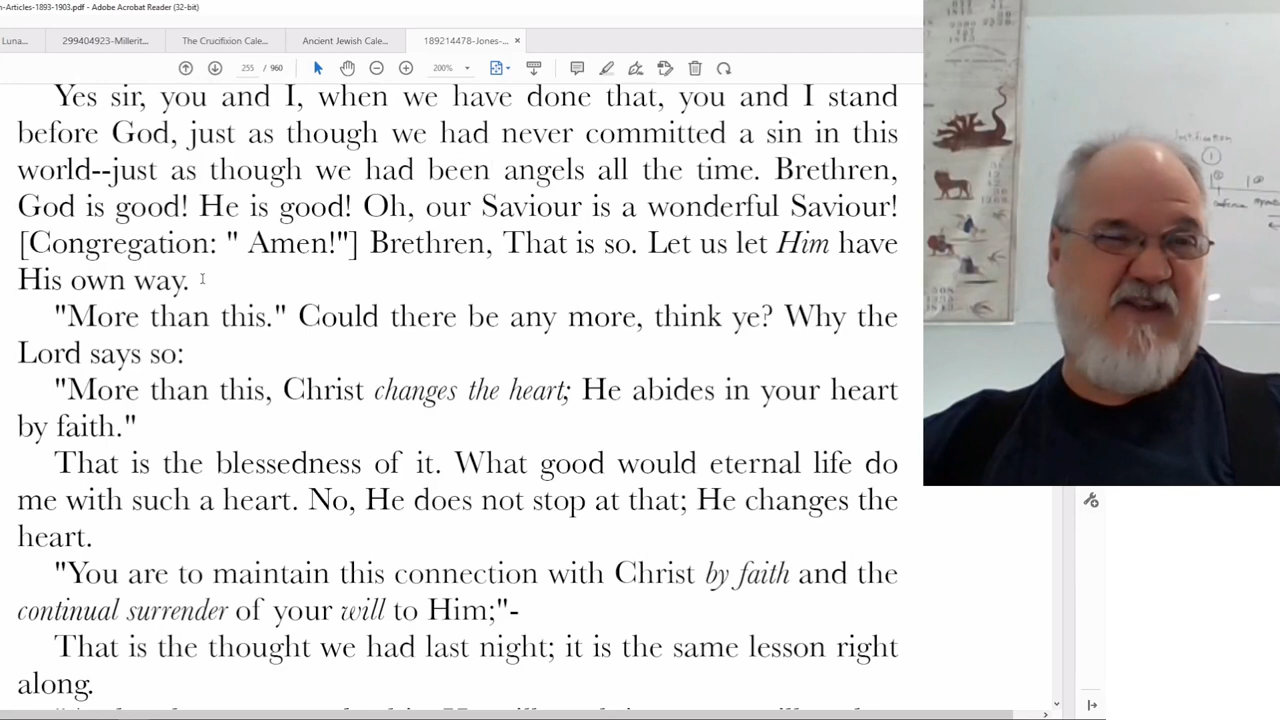 n-Articles-1893-1903.pdf - Adobe Acrobat Reader (32-bit)
Luna...
299404923-Millerit...
The Crucifixion Cale...
Ancient Jewish Cale...
189214478-Jones-...
255 / 960
200%
Yes sir, you and I, when we have done that, you and I stand
before God, just as though we had never committed a sin in this
world--just as though we had been angels all the time. Brethren,
God is good! He is good! Oh, our Saviour is a wonderful Saviour!
[Congregation: " Amen!"] Brethren, That is so. Let us let Him have
His own way.
"More than this." Could there be any more, think ye? Why the
Lord says so:
"More than this, Christ changes the heart; He abides in your heart
by faith."
That is the blessedness of it. What good would eternal life do
me with such a heart. No, He does not stop at that; He changes the
heart.
"You are to maintain this connection with Christ by faith and the
continual surrender of your will to Him;"-
That is the thought we had last night; it is the same lesson right
along.